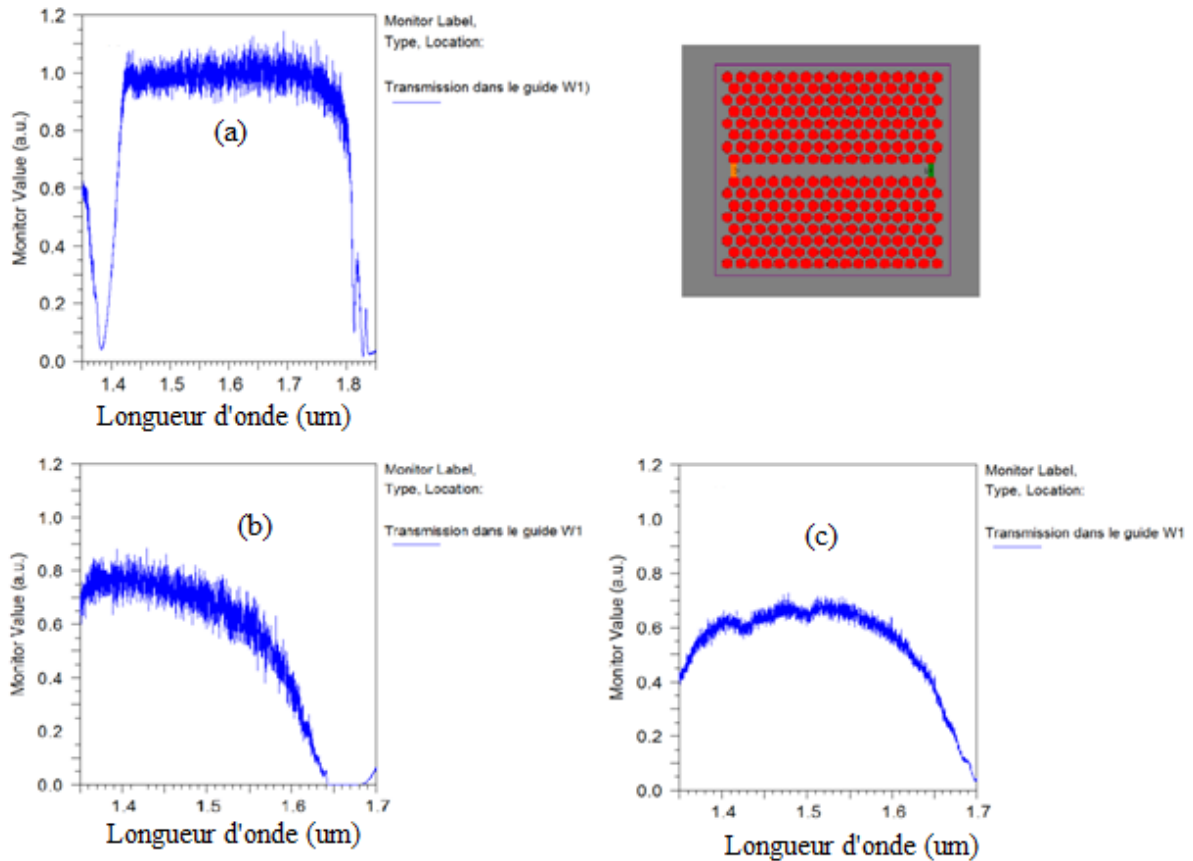 1.2
Monitor Label,
Type, Location:
1.0
Transmission dans le guide W1)
(a)
0.8
Monitor Value (a.u.)
0.6
0.4
0.2
0.0
1.4 1.5 1.6 1.7 1.8
Longueur d'onde (um)
1.2
Monitor Label,
Type, Location:
1.0
Transmission dans le guide W1
(b)
0.8
Monitor Value (a.u.)
0.6
0.4
0.2
0.0
1.4 1.5 1.6 1.7
Longueur d'onde (um)
1.2
Monitor Label,
Type, Location:
1.0
Transmission dans le guide W1
(c)
0.8
Monitor Value (a.u.)
0.6
0.4
0.2
0.0
1.4 1.5 1.6 1.7
Longueur d'onde (um)